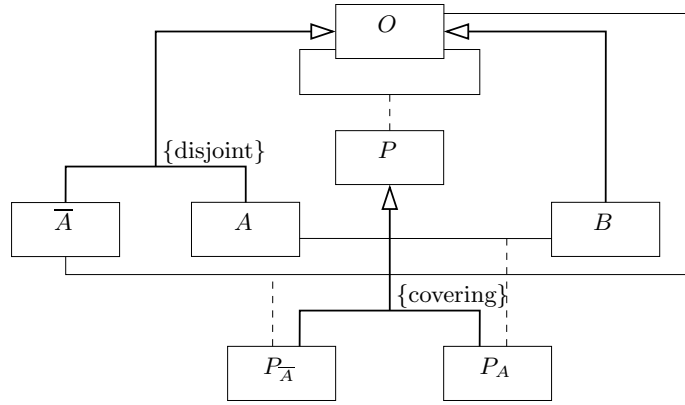 O
{disjoint}
P
A̅ A B
{covering}
P_A̅ P_A